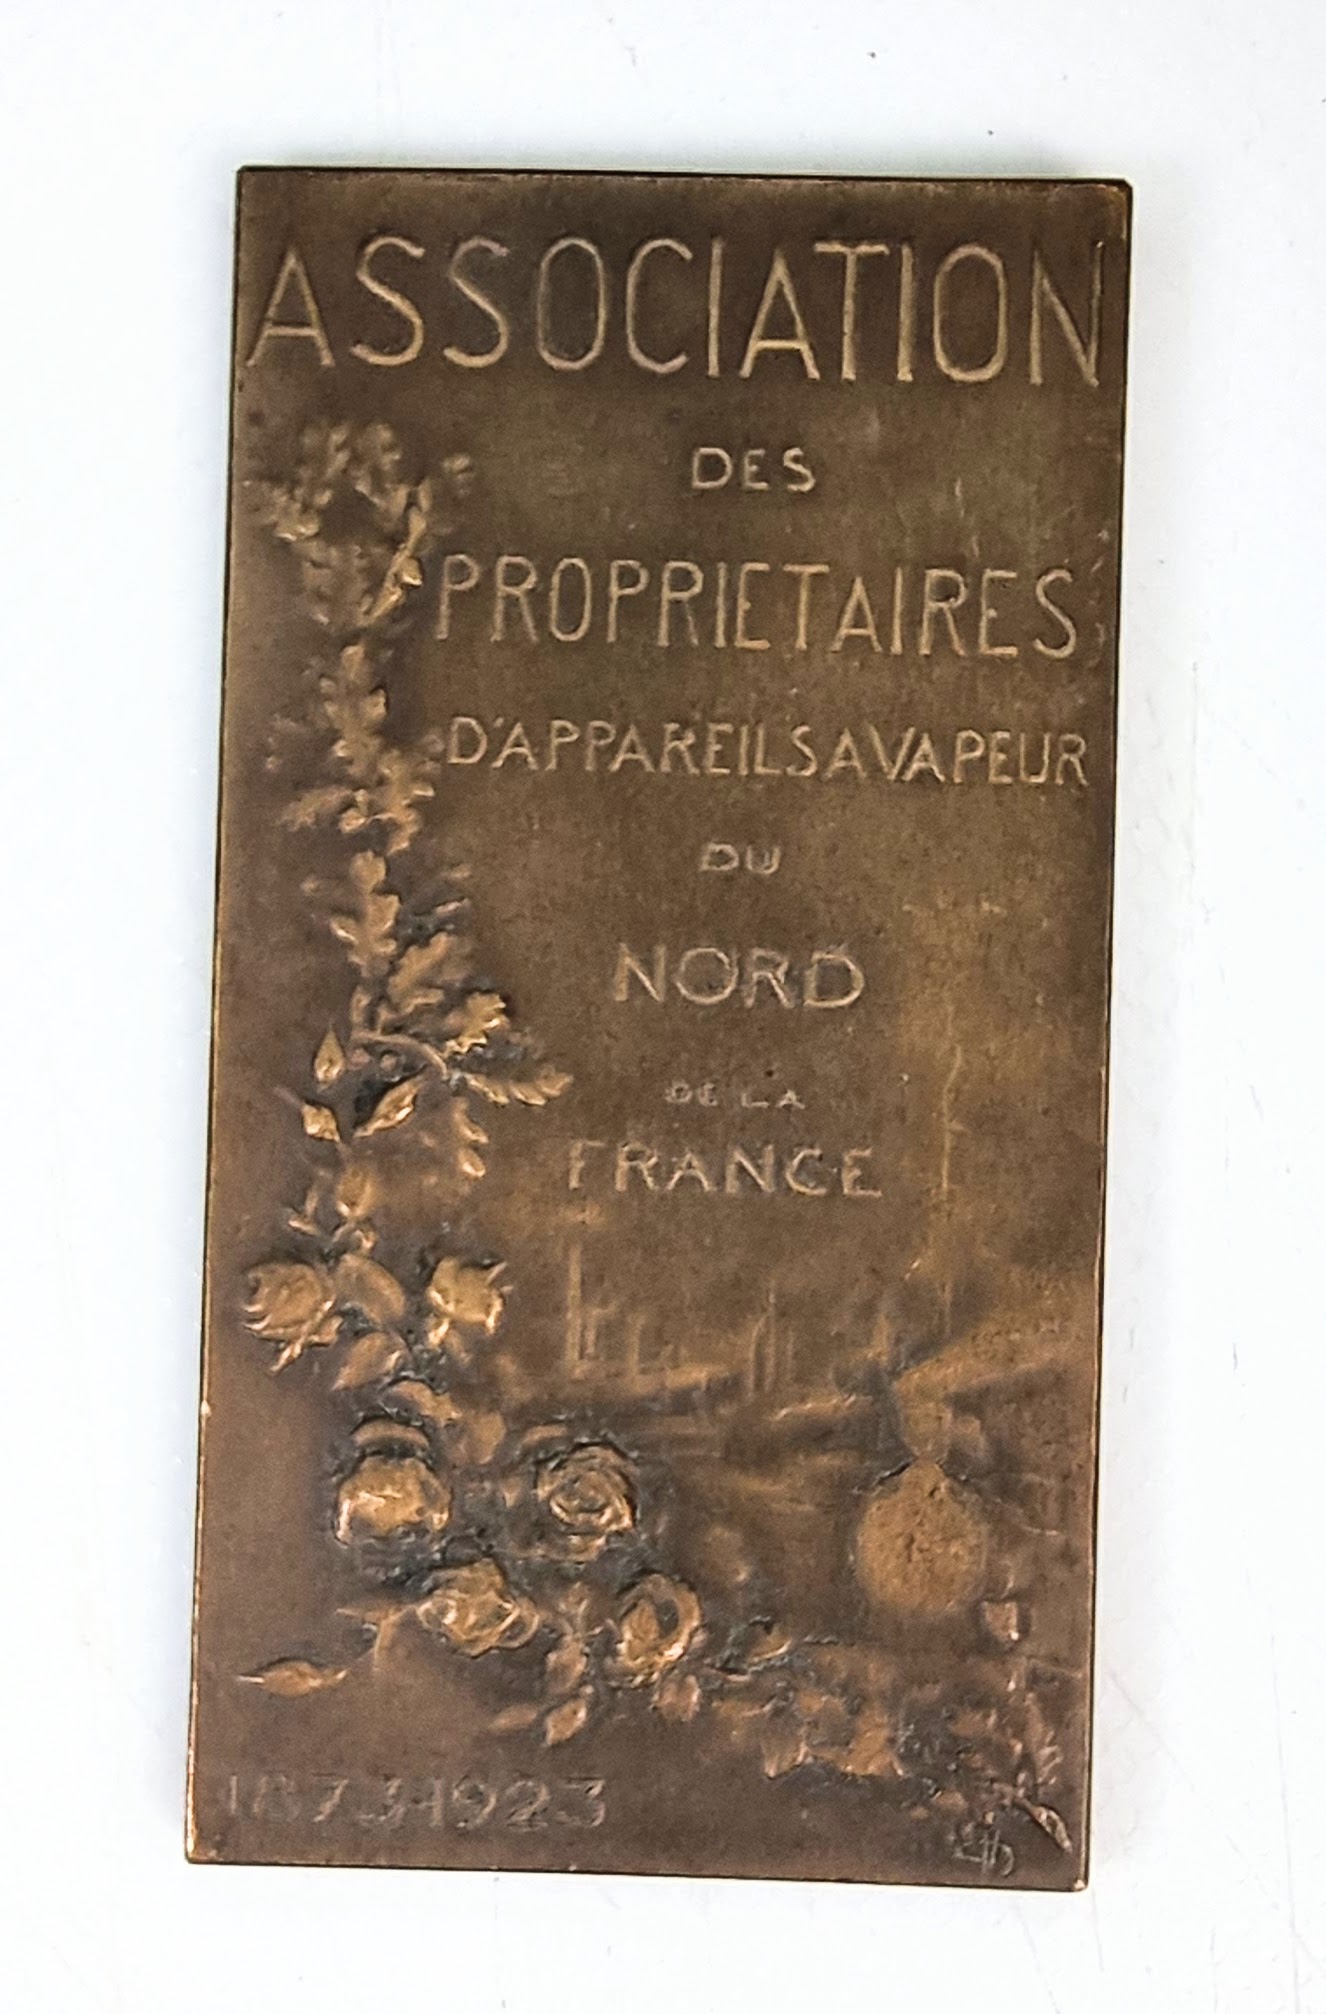 ASSOCIATION
DES
PROPRIETAIRES
D'APPAREILS A VAPEUR
DU
NORD
DE LA
FRANCE
1873-1923